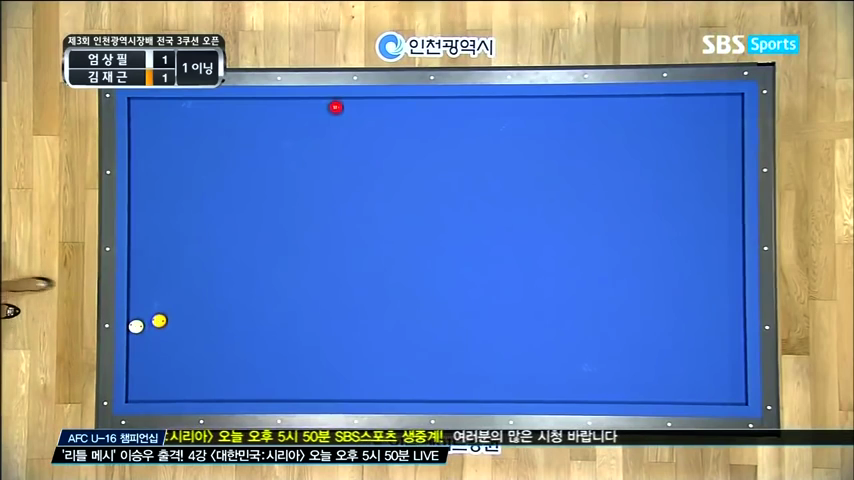 제3회 인천광역시장배 전국 3쿠션 오픈
엄상필 1
김재근 1
1 이닝
인천광역시
SBS Sports
AFC U-16 챔피언십
:시리아> 오늘 오후 5시 50분 SBS스포츠 생중계! 여러분의 많은 시청 바랍니다
'리틀 메시' 이승우 출격! 4강 <대한민국:시리아> 오늘 오후 5시 50분 LIVE